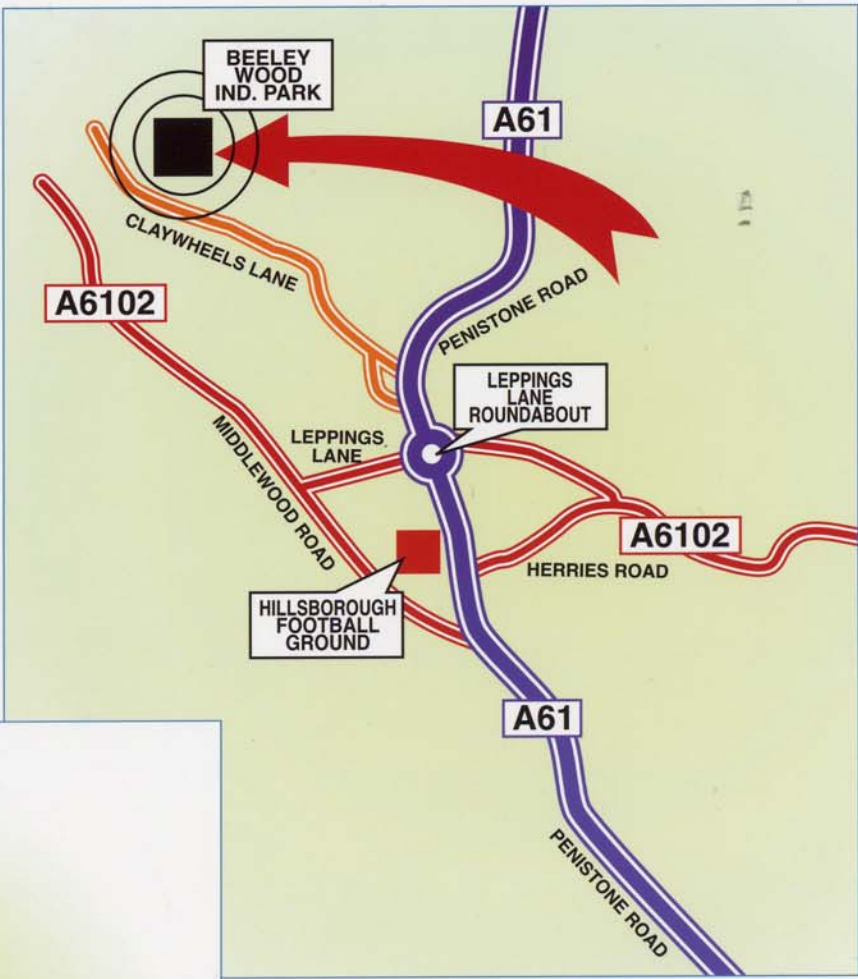 BEELEY
WOOD
IND. PARK
A61
CLAYWHEELS LANE
A6102
PENISTONE ROAD
LEPPINGS
LANE
ROUNDABOUT
LEPPINGS
LANE
MIDDLEWOOD ROAD
A6102
HERRIES ROAD
HILLSBOROUGH
FOOTBALL
GROUND
A61
PENISTONE ROAD